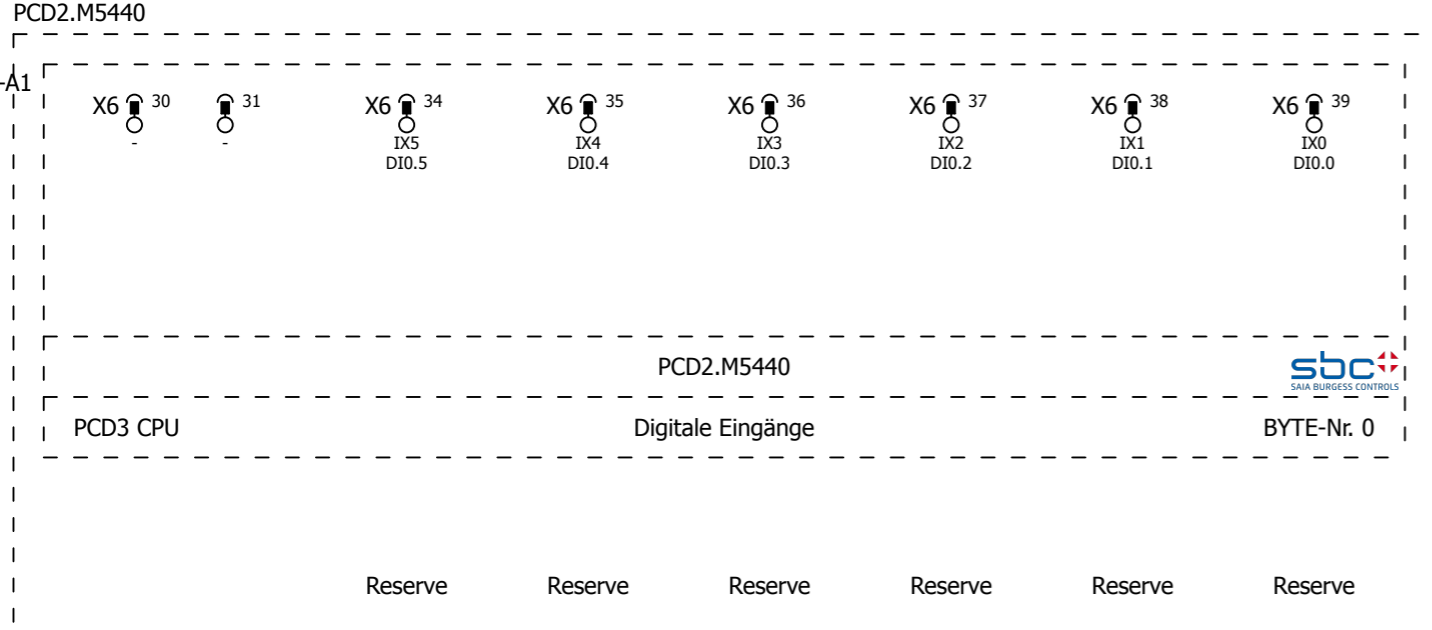 PCD2.M5440
-A1
X6 30 31 X6 34 X6 35 X6 36 X6 37 X6 38 X6 39
- - IX5 IX4 IX3 IX2 IX1 IX0
DI0.5 DI0.4 DI0.3 DI0.2 DI0.1 DI0.0
PCD2.M5440
sbc
SAIA BURGESS CONTROLS
PCD3 CPU Digitale Eingänge BYTE-Nr. 0
Reserve Reserve Reserve Reserve Reserve Reserve